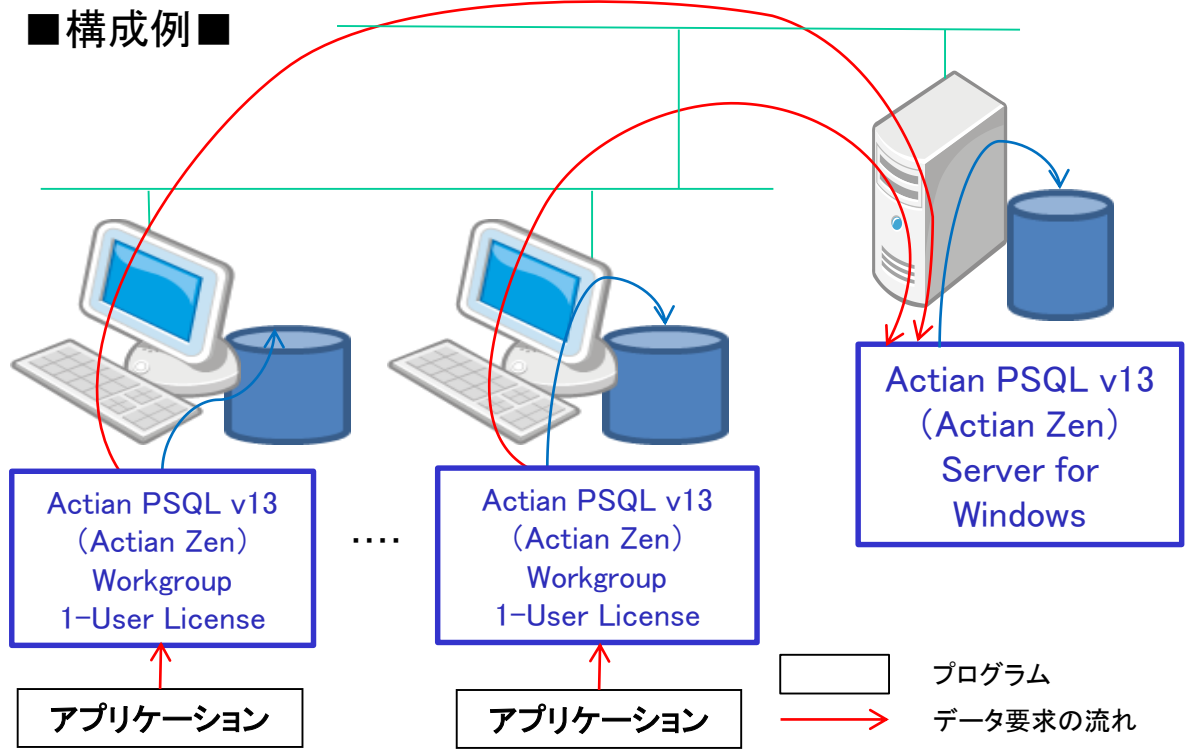 ■構成例■
Actian PSQL v13
（Actian Zen）
Server for
Windows
Actian PSQL v13
（Actian Zen）
Workgroup
1-User License
‥‥
Actian PSQL v13
（Actian Zen）
Workgroup
1-User License
アプリケーション
アプリケーション
プログラム
データ要求の流れ